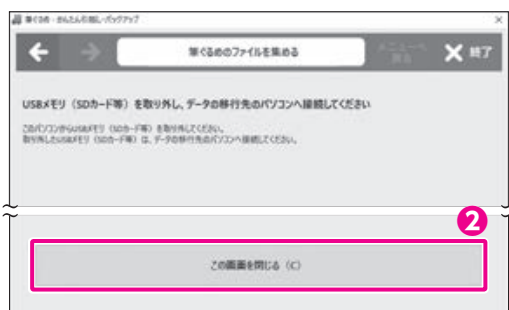 筆ぐるめ - かんたん引越し・バックアップ
筆ぐるめのファイルを集める
メニューへ
戻る
終了
USBメモリ（SDカード等）を取り外し、データの移行先のパソコンへ接続してください
このパソコンからUSBメモリ（SDカード等）を取り外してください。
取り外したUSBメモリ（SDカード等）は、データの移行先のパソコンへ接続してください。
2
この画面を閉じる（C）